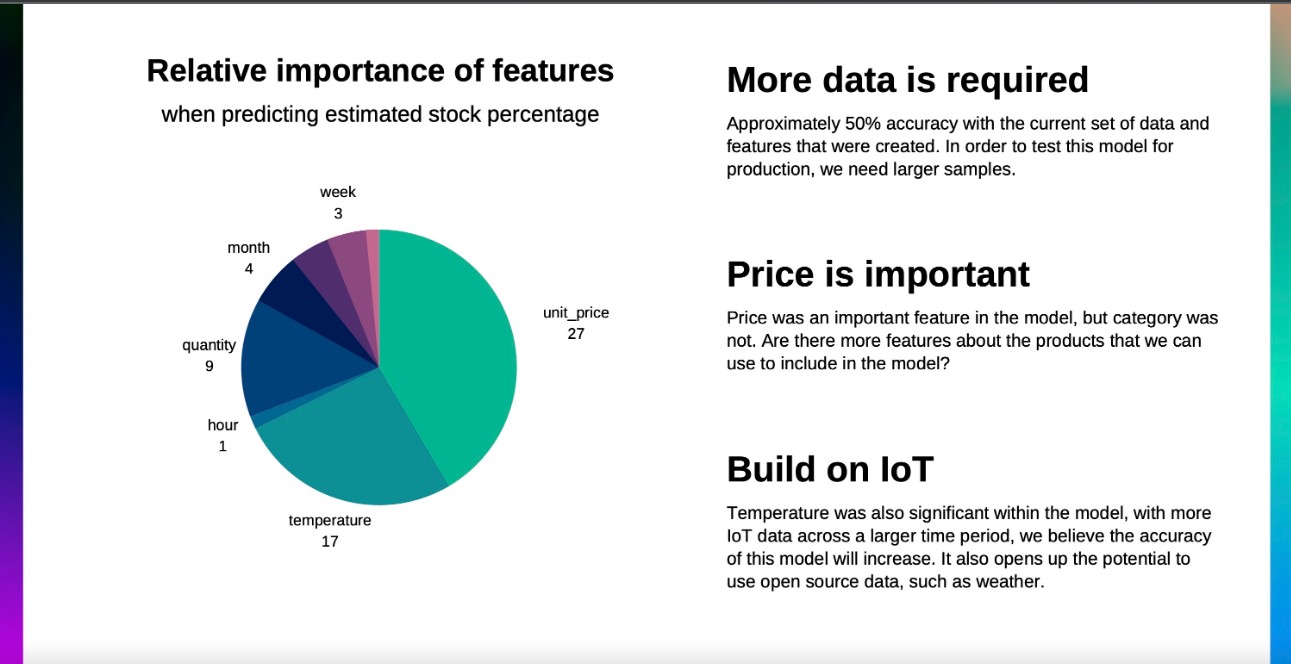 Relative importance of features
when predicting estimated stock percentage
week
3
month
4
quantity
9
hour
1
temperature
17
unit_price
27
More data is required
Approximately 50% accuracy with the current set of data and
features that were created. In order to test this model for
production, we need larger samples.
Price is important
Price was an important feature in the model, but category was
not. Are there more features about the products that we can
use to include in the model?
Build on IoT
Temperature was also significant within the model, with more
IoT data across a larger time period, we believe the accuracy
of this model will increase. It also opens up the potential to
use open source data, such as weather.